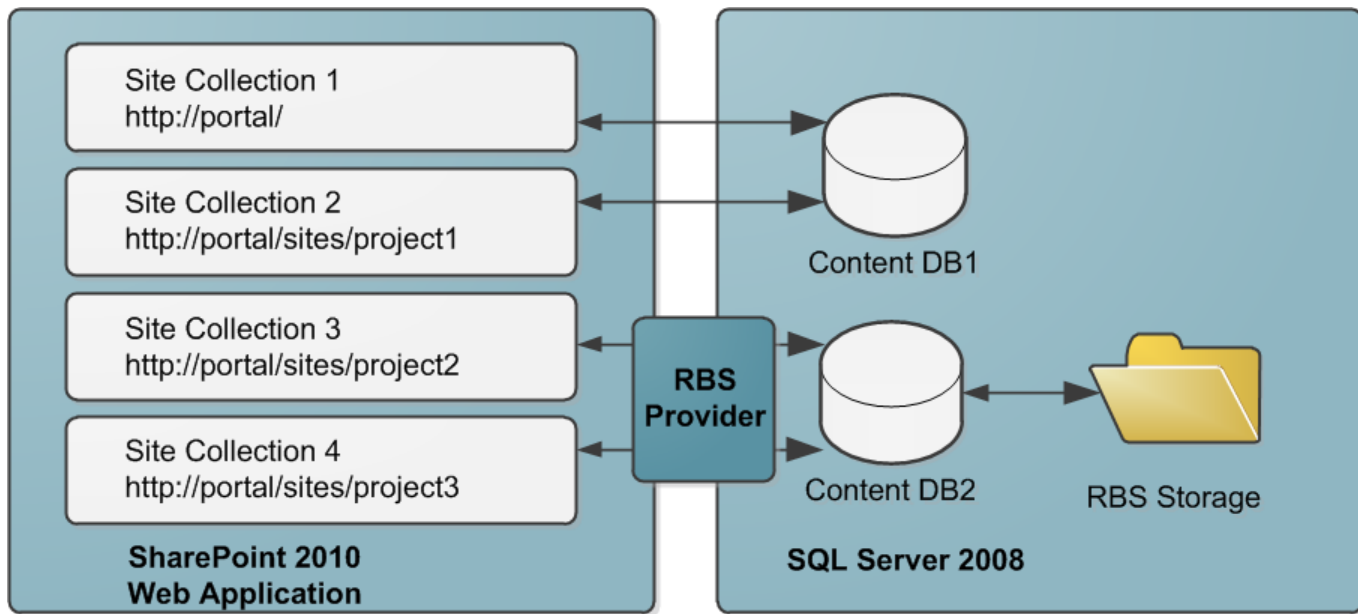 Site Collection 1
http://portal/
Site Collection 2
http://portal/sites/project1
Site Collection 3
http://portal/sites/project2
Site Collection 4
http://portal/sites/project3
SharePoint 2010
Web Application
RBS
Provider
Content DB1
Content DB2
RBS Storage
SQL Server 2008